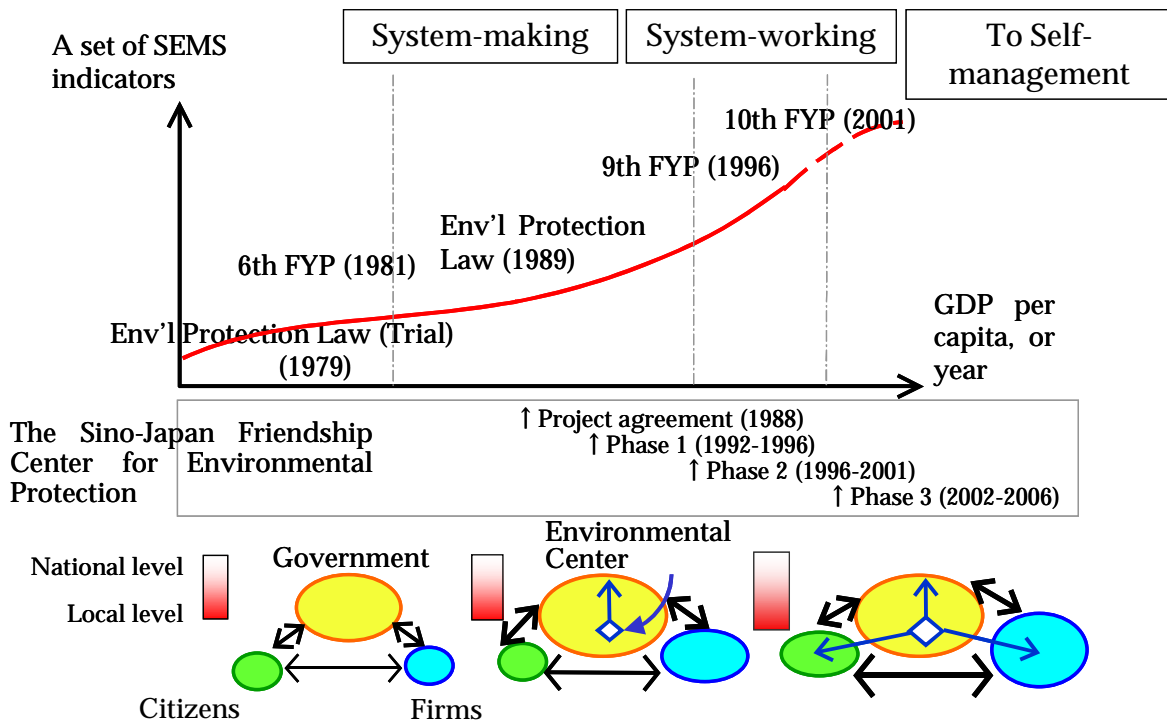 A set of SEMS
indicators
System-making
System-working
To Self-
management
10th FYP (2001)
9th FYP (1996)
Env'l Protection
Law (1989)
6th FYP (1981)
Env'l Protection Law (Trial)
(1979)
GDP per
capita, or
year
The Sino-Japan Friendship
Center for Environmental
Protection
↑ Project agreement (1988)
↑ Phase 1 (1992-1996)
↑ Phase 2 (1996-2001)
↑ Phase 3 (2002-2006)
National level
Local level
Government
Environmental
Center
Citizens
Firms